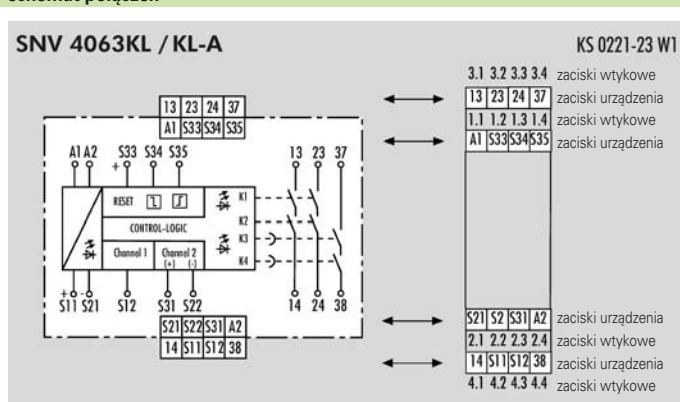 schemat połączeń
SNV 4063KL / KL-A
KS 0221-23 W1
13 23 24 37
A1 S33 S34 S35
A1 A2 S33 S34 S35 13 23 37
+
RESET
K1
CONTROL-LOGIC
K2
K3
Channel 1 Channel 2
(+) (-)
K4
+ -
S11 S21 S12 S31 S22 14 24 38
S21 S22 S31 A2
14 S11 S12 38
3.1 3.2 3.3 3.4 zaciski wtykowe
13 23 24 37 zaciski urządzenia
1.1 1.2 1.3 1.4 zaciski wtykowe
A1 S33 S34 S35 zaciski urządzenia
S21 S2 S31 A2 zaciski urządzenia
2.1 2.2 2.3 2.4 zaciski wtykowe
14 S11 S12 38 zaciski urządzenia
4.1 4.2 4.3 4.4 zaciski wtykowe